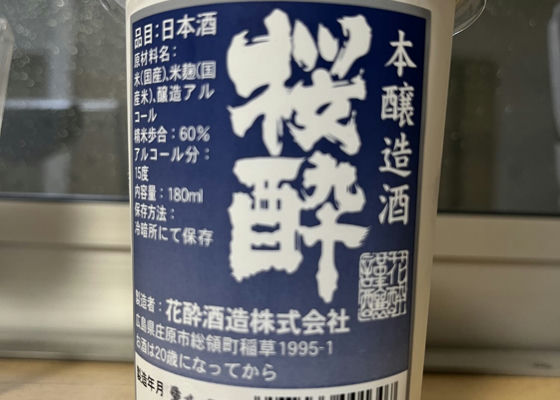 本醸造酒
桜酔
花酔
謹醸
品目:日本酒
原材料名:
米(国産)、米麹(国
産米)、醸造アル
コール
精米歩合:60%
アルコール分:
15度
内容量:180ml
保存方法:
冷暗所にて保存
製造者:花酔酒造株式会社
広島県庄原市総領町稲草1995-1
お酒は20歳になってから
製造年月